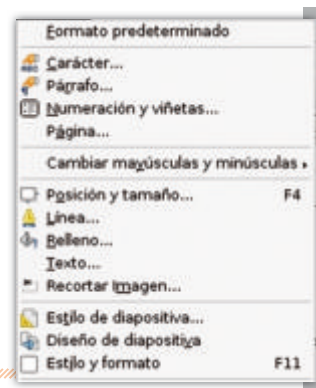 Formato predeterminado
Carácter...
Párrafo...
Numeración y viñetas...
Página...
Cambiar mayúsculas y minúsculas
Posición y tamaño... F4
Línea...
Relleno...
Texto...
Recortar Imagen...
Estilo de diapositiva...
Diseño de diapositiva
Estilo y formato F11